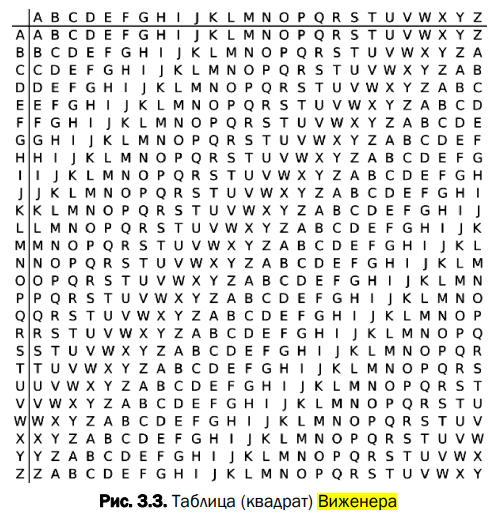 A B C D E F G H I J K L M N O P Q R S T U V W X Y Z
A A B C D E F G H I J K L M N O P Q R S T U V W X Y Z
B B C D E F G H I J K L M N O P Q R S T U V W X Y Z A
C C D E F G H I J K L M N O P Q R S T U V W X Y Z A B
D D E F G H I J K L M N O P Q R S T U V W X Y Z A B C
E E F G H I J K L M N O P Q R S T U V W X Y Z A B C D
F F G H I J K L M N O P Q R S T U V W X Y Z A B C D E
G G H I J K L M N O P Q R S T U V W X Y Z A B C D E F
H H I J K L M N O P Q R S T U V W X Y Z A B C D E F G
I I J K L M N O P Q R S T U V W X Y Z A B C D E F G H
J J K L M N O P Q R S T U V W X Y Z A B C D E F G H I
K K L M N O P Q R S T U V W X Y Z A B C D E F G H I J
L L M N O P Q R S T U V W X Y Z A B C D E F G H I J K
M M N O P Q R S T U V W X Y Z A B C D E F G H I J K L
N N O P Q R S T U V W X Y Z A B C D E F G H I J K L M
O O P Q R S T U V W X Y Z A B C D E F G H I J K L M N
P P Q R S T U V W X Y Z A B C D E F G H I J K L M N O
Q Q R S T U V W X Y Z A B C D E F G H I J K L M N O P
R R S T U V W X Y Z A B C D E F G H I J K L M N O P Q
S S T U V W X Y Z A B C D E F G H I J K L M N O P Q R
T T U V W X Y Z A B C D E F G H I J K L M N O P Q R S
U U V W X Y Z A B C D E F G H I J K L M N O P Q R S T
V V W X Y Z A B C D E F G H I J K L M N O P Q R S T U
W W X Y Z A B C D E F G H I J K L M N O P Q R S T U V
X X Y Z A B C D E F G H I J K L M N O P Q R S T U V W
Y Y Z A B C D E F G H I J K L M N O P Q R S T U V W X
Z Z A B C D E F G H I J K L M N O P Q R S T U V W X Y
Рис. 3.3. Таблица (квадрат) Виженера